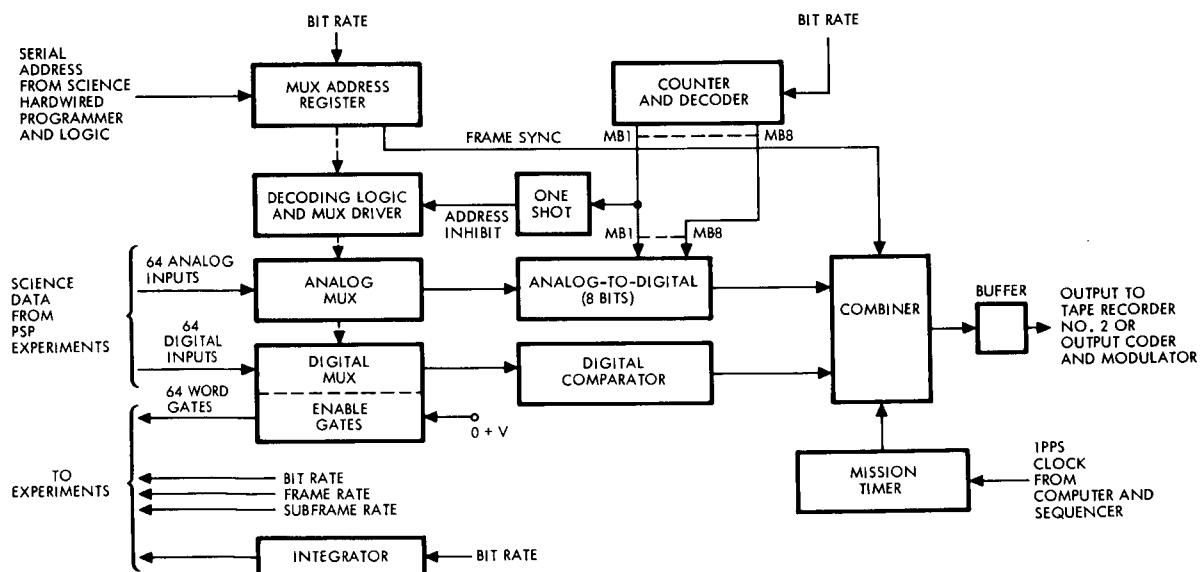 BIT RATE
BIT RATE
SERIAL
ADDRESS
FROM SCIENCE
HARDWIRED
PROGRAMMER
AND LOGIC
MUX ADDRESS
REGISTER
COUNTER
AND DECODER
FRAME SYNC
MB1
MB8
DECODING LOGIC
AND MUX DRIVER
ADDRESS
INHIBIT
ONE
SHOT
MB1
MB8
SCIENCE
DATA
FROM
PSP
EXPERIMENTS
64 ANALOG
INPUTS
ANALOG
MUX
ANALOG-TO-DIGITAL
(8 BITS)
COMBINER
BUFFER
OUTPUT TO
TAPE RECORDER
NO. 2 OR
OUTPUT CODER
AND MODULATOR
64
DIGITAL
INPUTS
DIGITAL
MUX
DIGITAL
COMPARATOR
64 WORD
GATES
ENABLE
GATES
0 + V
TO
EXPERIMENTS
BIT RATE
FRAME RATE
SUBFRAME RATE
MISSION
TIMER
1PPS
CLOCK
FROM
COMPUTER AND
SEQUENCER
INTEGRATOR
BIT RATE